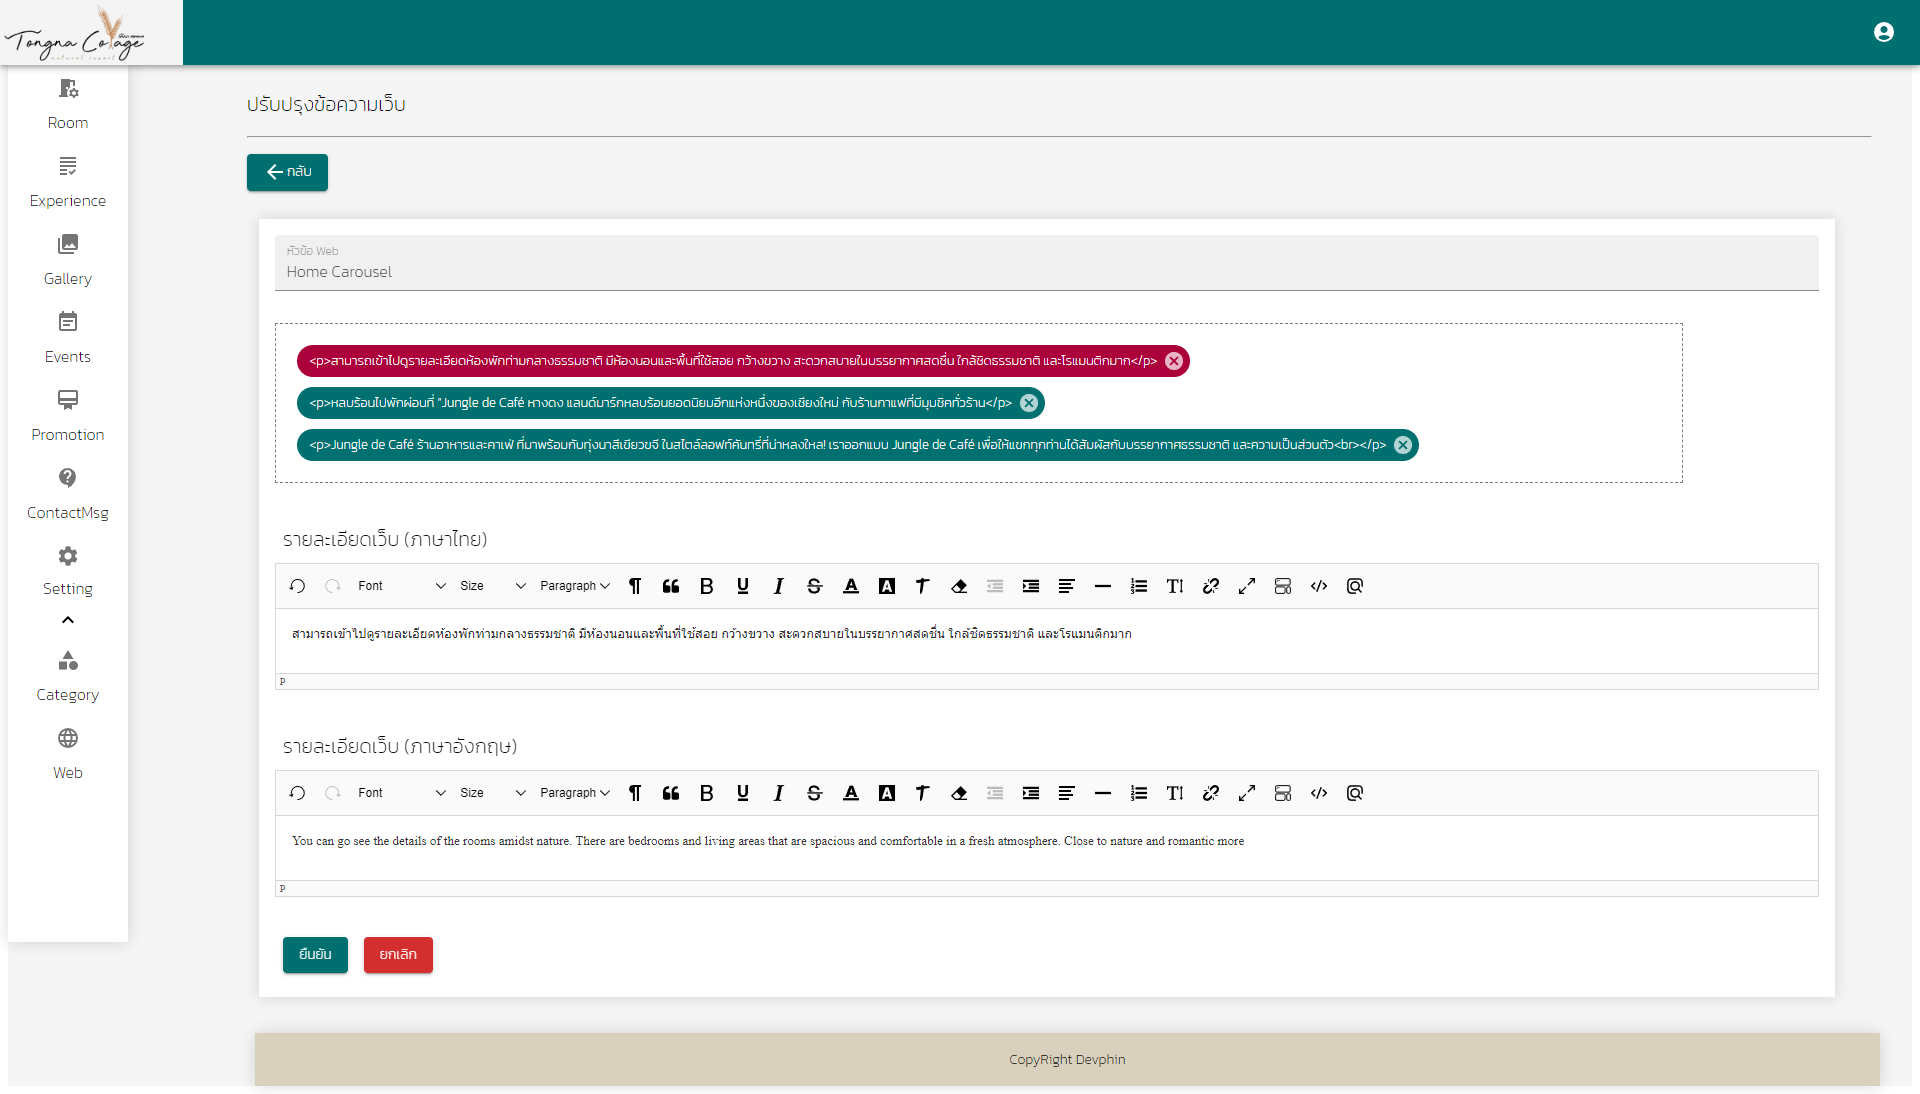 Tongna Cottage
natural resort
Room
Experience
Gallery
Events
Promotion
ContactMsg
Setting
Category
Web
ปรับปรุงข้อความเว็บ
กลับ
หัวข้อ Web
Home Carousel
<p>สามารถเข้าไปดูรายละเอียดห้องพักท่ามกลางธรรมชาติ มีห้องนอนและพื้นที่ใช้สอย กว้างขวาง สะดวกสบายในบรรยากาศสดชื่น ใกล้ชิดธรรมชาติ และโรแมนติกมาก</p>
<p>หลบร้อนไปพักผ่อนที่ “Jungle de Café หางดง แลนด์มาร์กหลบร้อนยอดนิยมอีกแห่งหนึ่งของเชียงใหม่ กับร้านกาแฟที่มีมุมชิคทั่วร้าน</p>
<p>Jungle de Café ร้านอาหารและคาเฟ่ ที่มาพร้อมกับทุ่งนาสีเขียวขจี ในสไตล์ลอฟท์คันทรี่ที่น่าหลงใหล! เราออกแบบ Jungle de Café เพื่อให้แขกทุกท่านได้สัมผัสกับบรรยากาศธรรมชาติ และความเป็นส่วนตัว<br></p>
รายละเอียดเว็บ (ภาษาไทย)
Font Size Paragraph
สามารถเข้าไปดูรายละเอียดห้องพักท่ามกลางธรรมชาติ มีห้องนอนและพื้นที่ใช้สอย กว้างขวาง สะดวกสบายในบรรยากาศสดชื่น ใกล้ชิดธรรมชาติ และโรแมนติกมาก
p
รายละเอียดเว็บ (ภาษาอังกฤษ)
Font Size Paragraph
You can go see the details of the rooms amidst nature. There are bedrooms and living areas that are spacious and comfortable in a fresh atmosphere. Close to nature and romantic more
p
ยืนยัน ยกเลิก
CopyRight Devphin